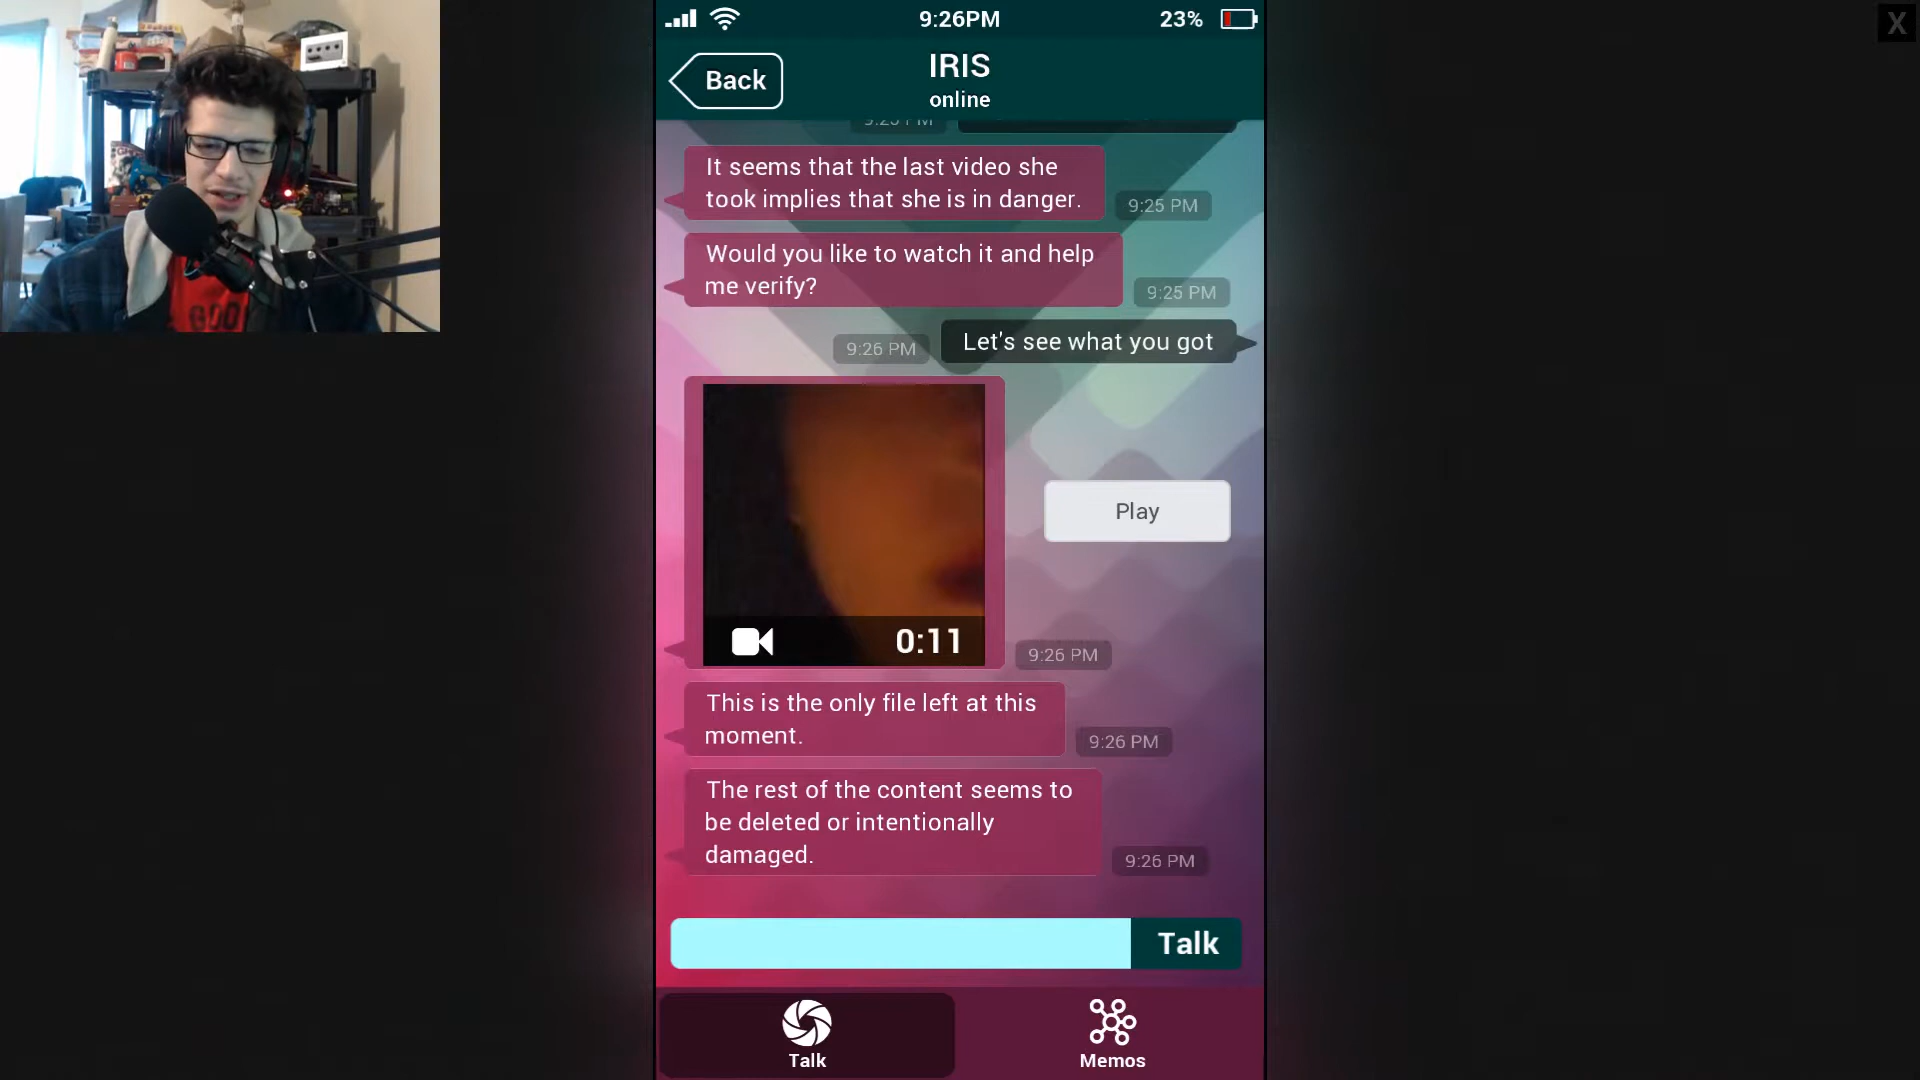 9:26PM
23%
X
Back
IRIS
online
9:25 PM
It seems that the last video she
took implies that she is in danger.
9:25 PM
Would you like to watch it and help
me verify?
9:25 PM
Let's see what you got
9:26 PM
Play
0:11
9:26 PM
This is the only file left at this
moment.
9:26 PM
The rest of the content seems to
be deleted or intentionally
damaged.
9:26 PM
Talk
Talk
Memos